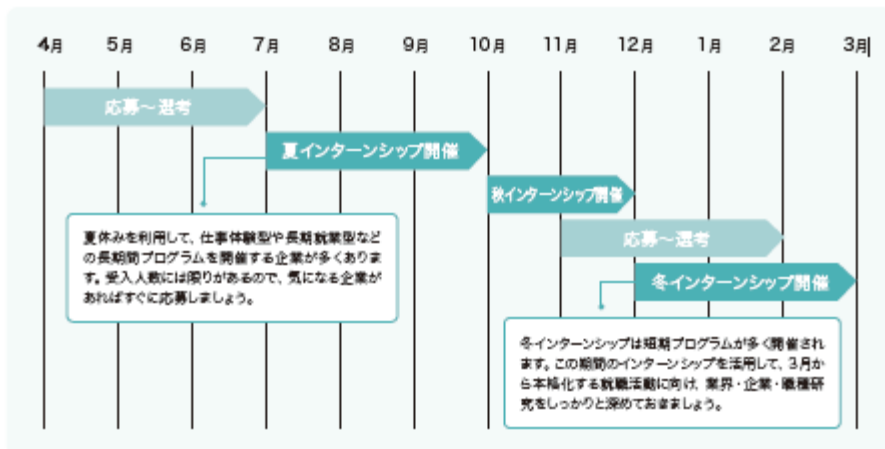 4月 5月 6月 7月 8月 9月 10月 11月 12月 1月 2月 3月
応募～選考
夏インターンシップ開催
秋インターンシップ開催
夏休みを利用して、仕事体験型や長期就業型など
の長期間プログラムを開催する企業が多くありま
す。受入人数には限りがあるので、気になる企業が
あればすぐに応募しましょう。
応募～選考
冬インターンシップ開催
冬インターンシップは短期プログラムが多く開催され
ます。この期間のインターンシップを活用して、3月か
ら本格化する就職活動に向け、業界・企業・職種研
究をしっかりと深めておきましょう。